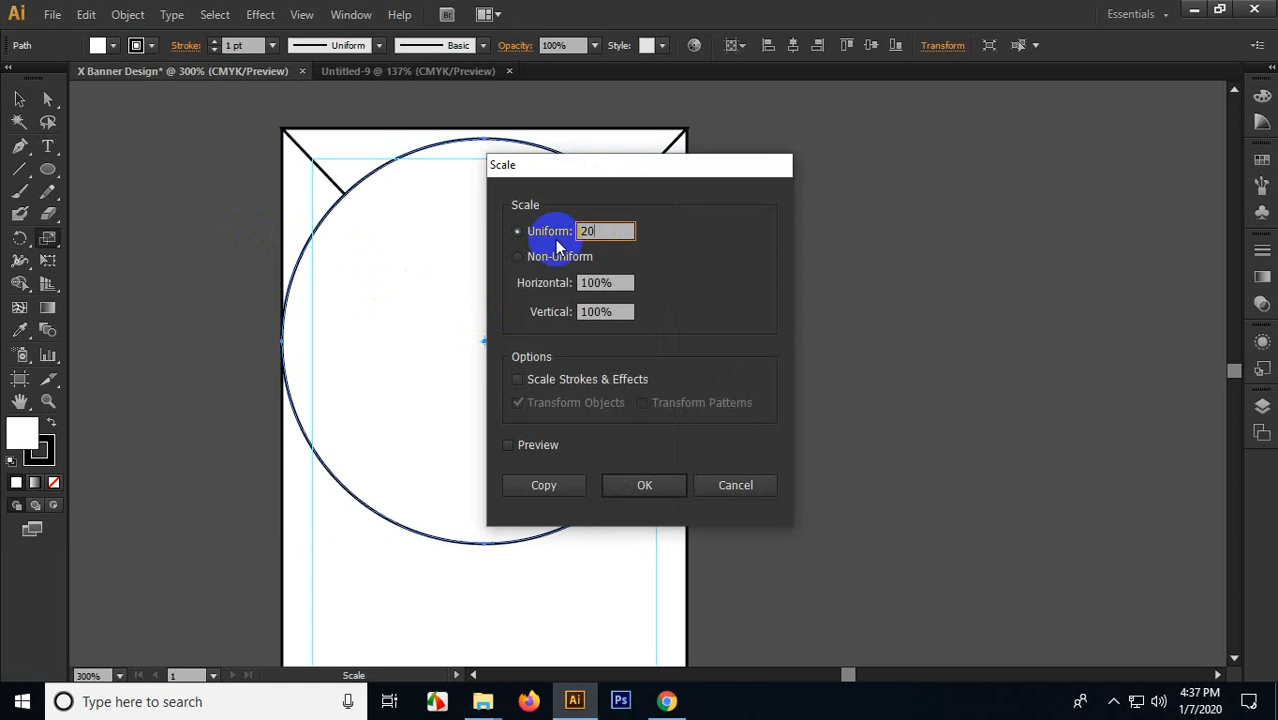 Ai File Edit Object Type Select Effect View Window Help Br Essentials
Path Stroke: 1 pt Uniform Basic Opacity: 100% Style: Transform
X Banner Design* @ 300% (CMYK/Preview) × Untitled-9 @ 137% (CMYK/Preview) ×
Scale
Scale
Uniform: 20
Non-Uniform
Horizontal: 100%
Vertical: 100%
Options
Scale Strokes & Effects
Transform Objects Transform Patterns
Preview
Copy OK Cancel
300% 1 Scale
Type here to search Ai Ps 4:37 PM
1/7/2020